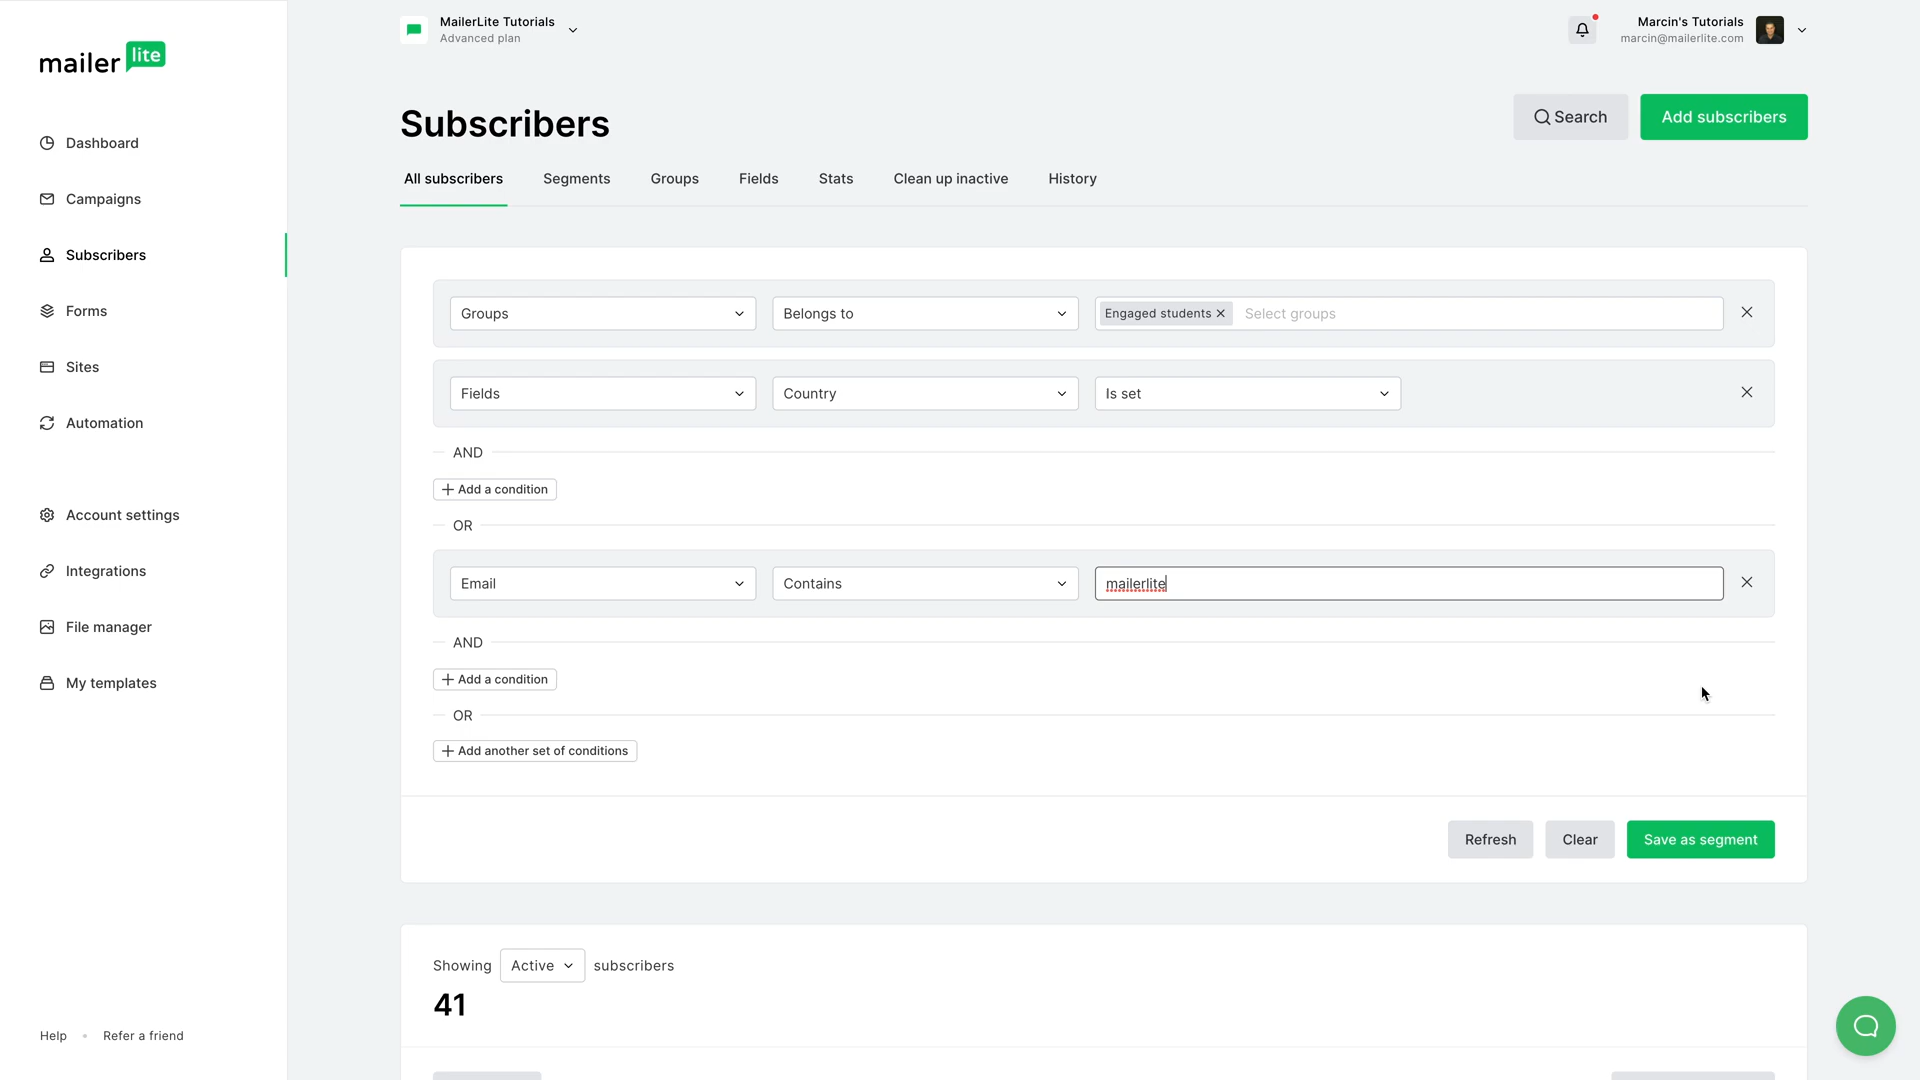 mailer lite
MailerLite Tutorials
Advanced plan
Marcin's Tutorials
marcin@mailerlite.com
Dashboard
Campaigns
Subscribers
Forms
Sites
Automation
Account settings
Integrations
File manager
My templates
Help • Refer a friend
Subscribers
Search
Add subscribers
All subscribers Segments Groups Fields Stats Clean up inactive History
Groups Belongs to Engaged students Select groups
Fields Country Is set
AND
Add a condition
OR
Email Contains mailerlite
AND
Add a condition
OR
Add another set of conditions
Refresh Clear Save as segment
Showing Active subscribers
41